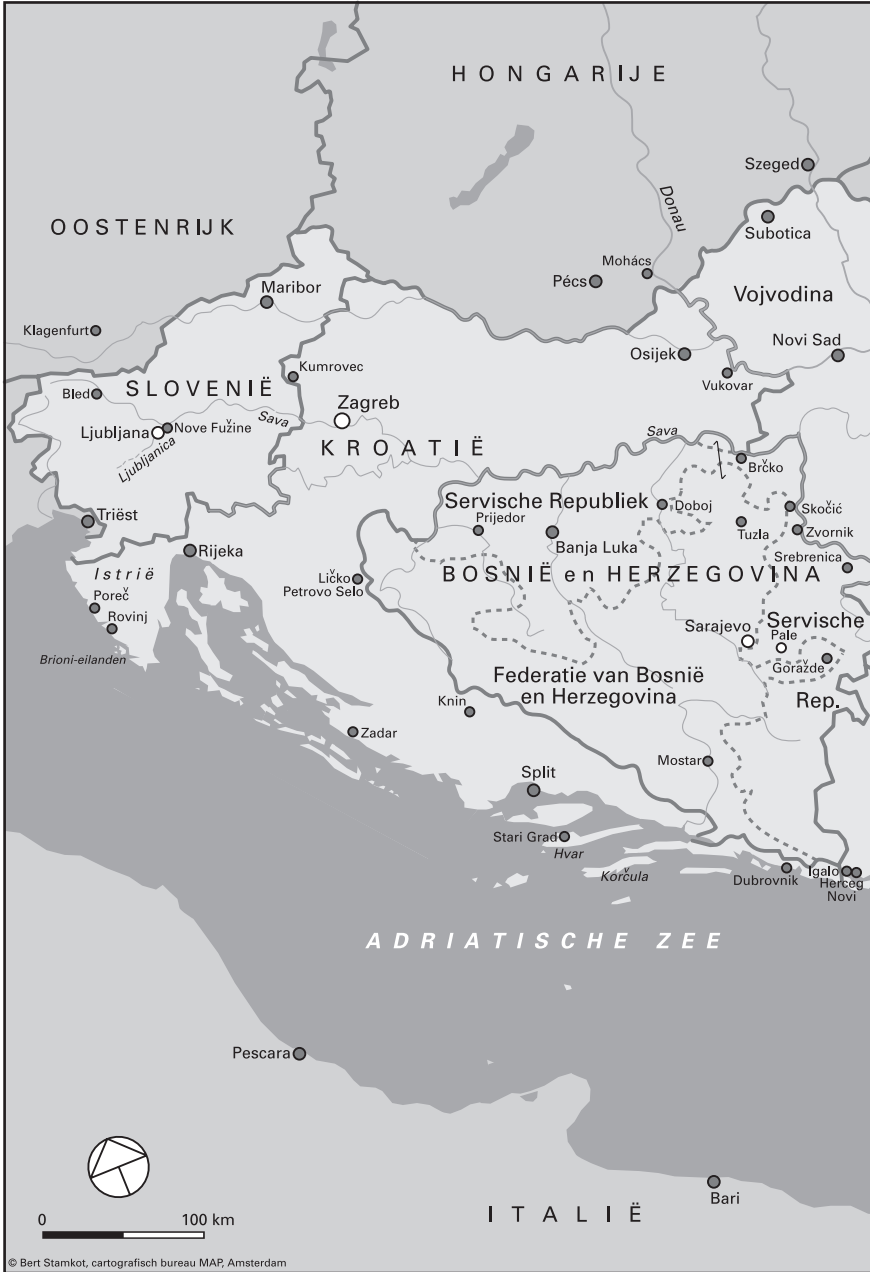 HONGARIJE
Szeged
OOSTENRIJK
Donau
Subotica
Mohács
Pécs
Maribor
Vojvodina
Klagenfurt
Novi Sad
Osijek
Kumrovec
Vukovar
SLOVENIË
Bled
Zagreb
Sava
Nove Fužine
Ljubljana
Ljubljanica
Sava
KROATIË
Brčko
Servische Republiek
Doboj
Skočić
Prijedor
Triëst
Tuzla
Zvornik
Banja Luka
Rijeka
Srebrenica
Istrië
Ličko
Petrovo Selo
BOSNIË en HERZEGOVINA
Poreč
Rovinj
Servische
Sarajevo
Pale
Brioni-eilanden
Goražde
Federatie van Bosnië
en Herzegovina
Rep.
Knin
Zadar
Mostar
Split
Stari Grad
Hvar
Korčula
Dubrovnik
Igalo
Herceg
Novi
ADRIATISCHE ZEE
Pescara
Bari
ITALIË
0 100 km
© Bert Stamkot, cartografisch bureau MAP, Amsterdam